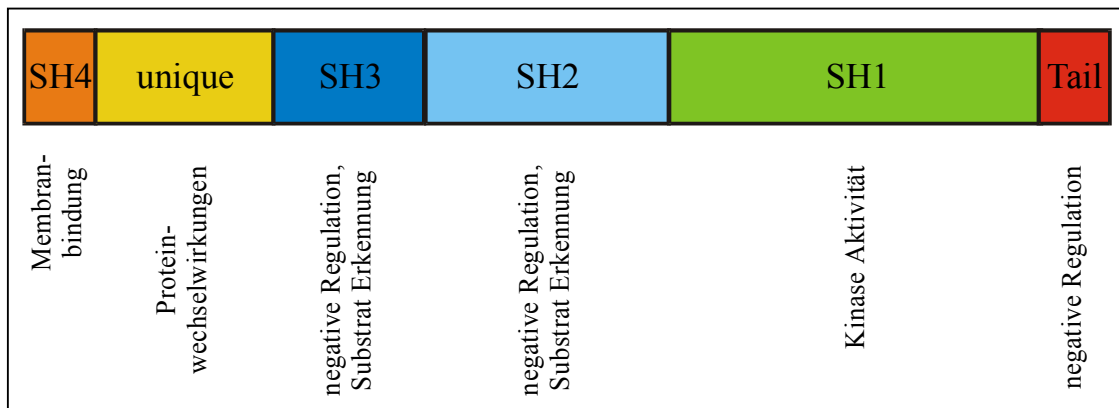 SH4 unique SH3 SH2 SH1 Tail
Membran-
bindung
Protein-
wechselwirkungen
negative Regulation,
Substrat Erkennung
negative Regulation,
Substrat Erkennung
Kinase Aktivität
negative Regulation